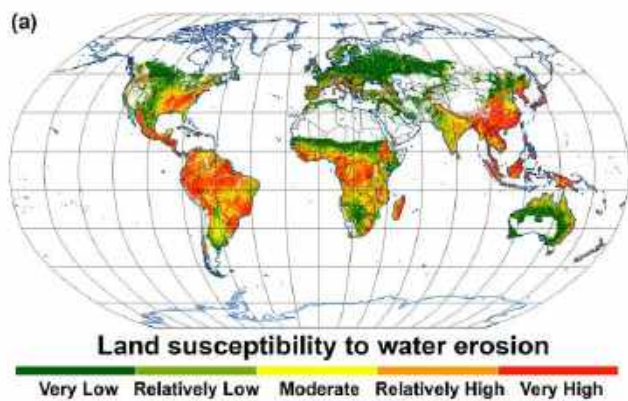 (a)
Land susceptibility to water erosion
Very Low Relatively Low Moderate Relatively High Very High